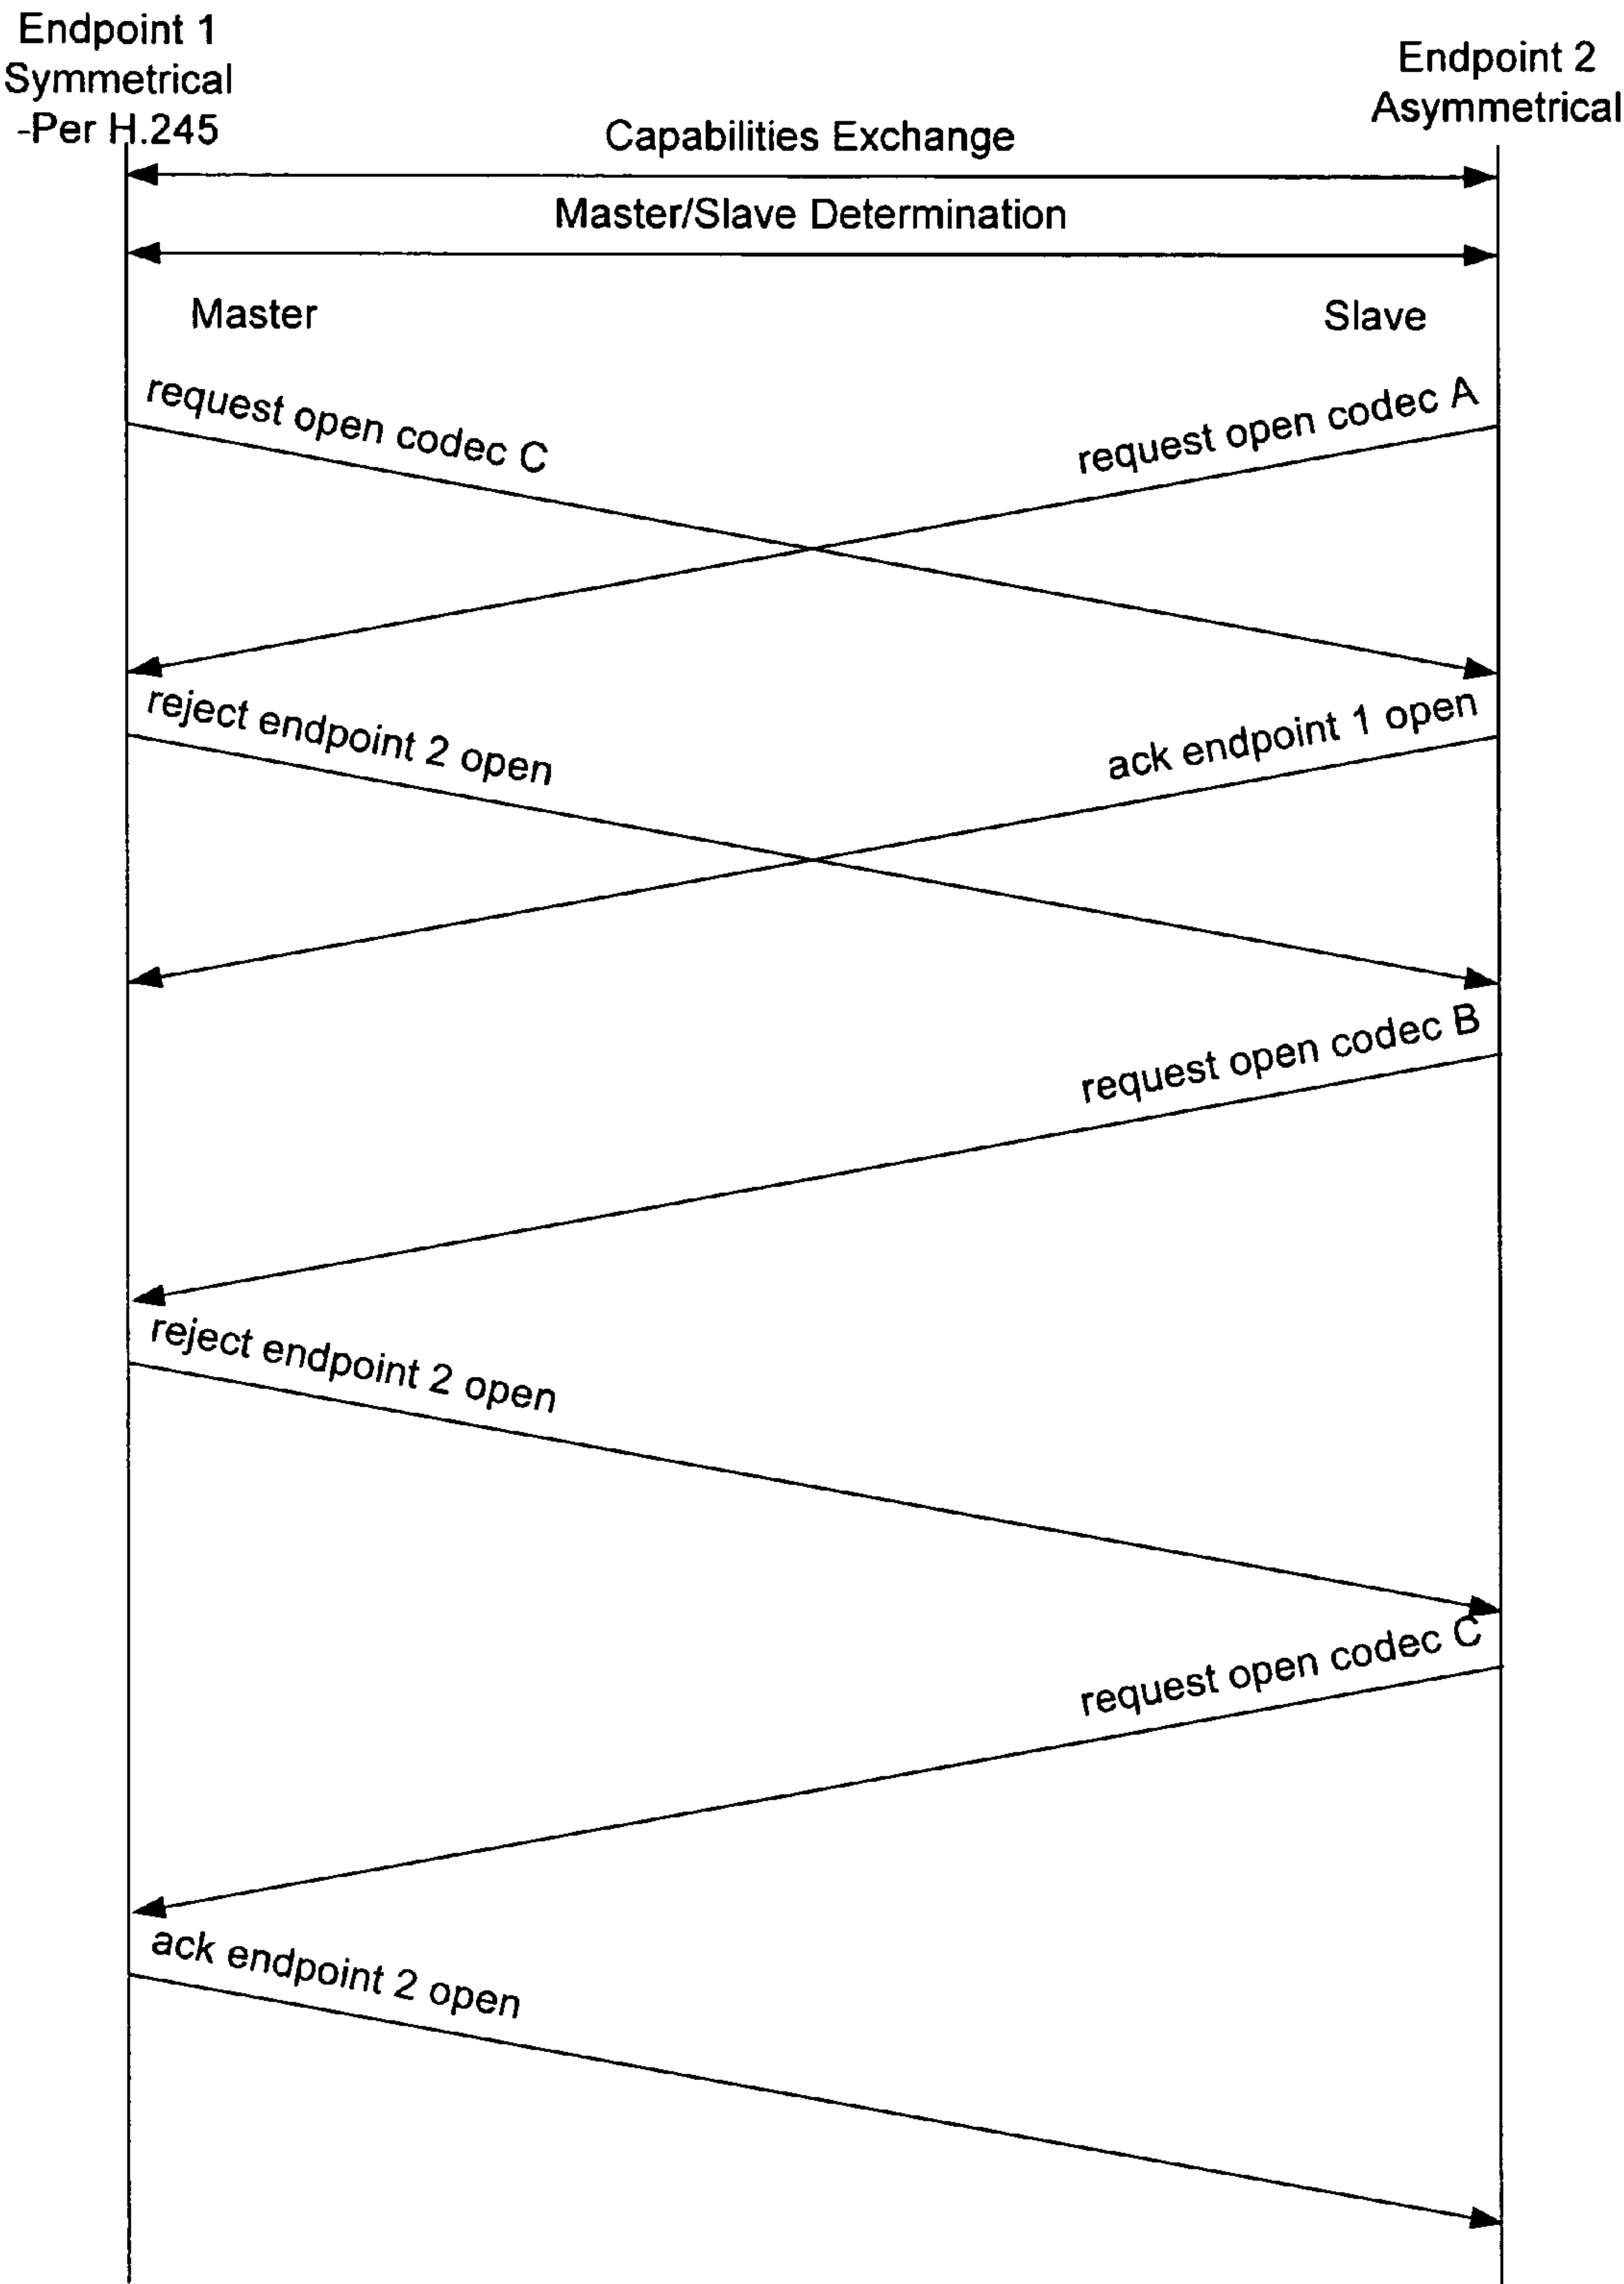 Endpoint 1
Symmetrical
-Per H.245
Endpoint 2
Asymmetrical
Capabilities Exchange
Master/Slave Determination
Master
Slave
request open codec C
request open codec A
reject endpoint 2 open
ack endpoint 1 open
request open codec B
reject endpoint 2 open
request open codec C
ack endpoint 2 open